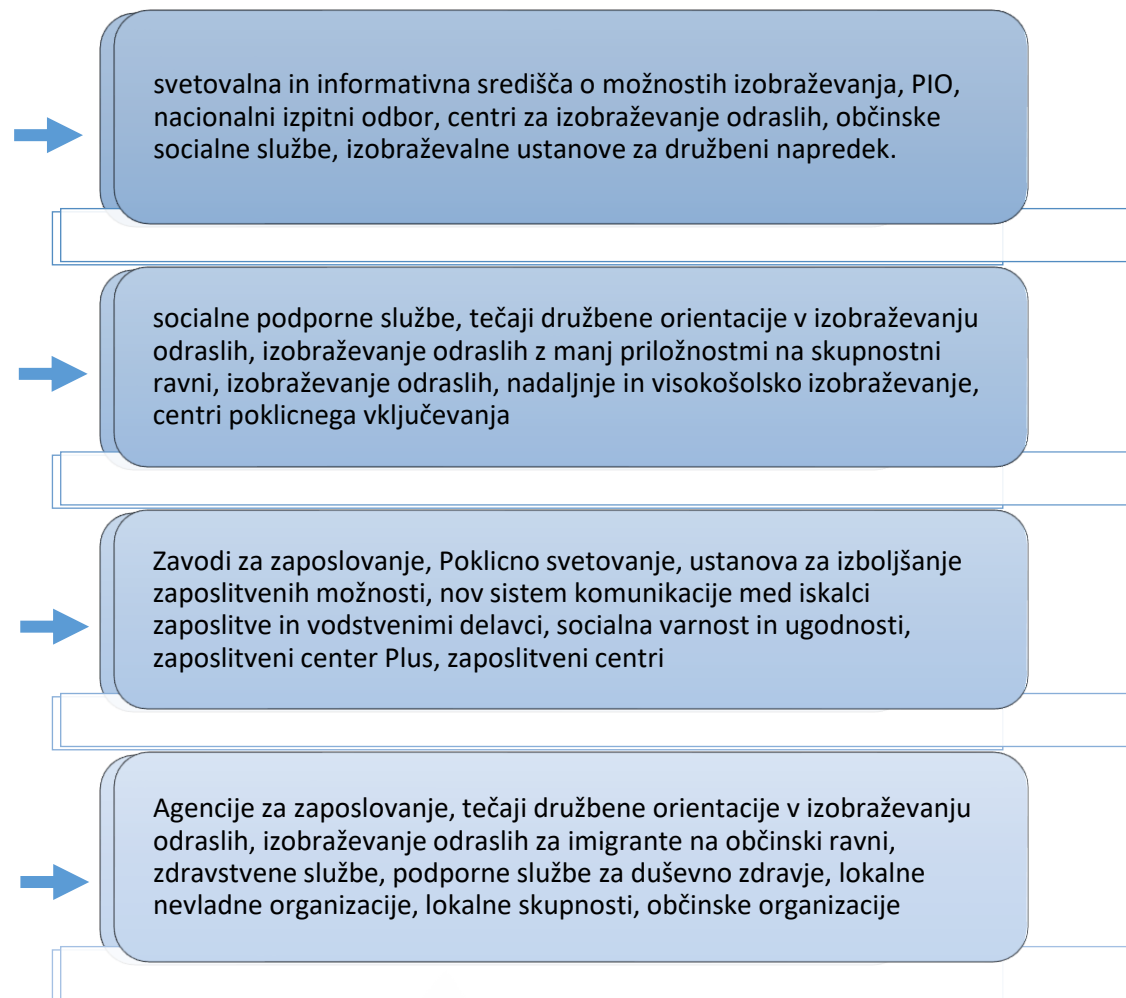 svetovalna in informativna središča o možnostih izobraževanja, PIO,
nacionalni izpitni odbor, centri za izobraževanje odraslih, občinske
socialne službe, izobraževalne ustanove za družbeni napredek.
socialne podporne službe, tečaji družbene orientacije v izobraževanju
odraslih, izobraževanje odraslih z manj priložnostmi na skupnostni
ravni, izobraževanje odraslih, nadaljnje in visokošolsko izobraževanje,
centri poklicnega vključevanja
Zavodi za zaposlovanje, Poklicno svetovanje, ustanova za izboljšanje
zaposlitvenih možnosti, nov sistem komunikacije med iskalci
zaposlitve in vodstvenimi delavci, socialna varnost in ugodnosti,
zaposlitveni center Plus, zaposlitveni centri
Agencije za zaposlovanje, tečaji družbene orientacije v izobraževanju
odraslih, izobraževanje odraslih za imigrante na občinski ravni,
zdravstvene službe, podporne službe za duševno zdravje, lokalne
nevladne organizacije, lokalne skupnosti, občinske organizacije